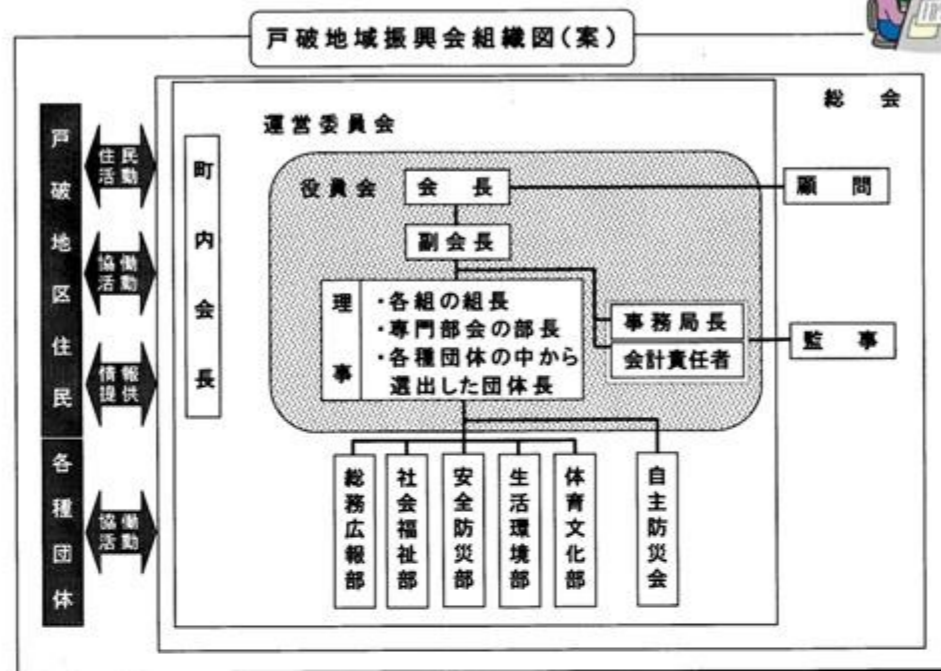 戸破地域振興会組織図(案)
総会
運営委員会
戸破地区住民
各種団体
住民
活動
協働
活動
情報
提供
協働
活動
町内会長
役員会
会長
顧問
副会長
理事
・各組の組長
・専門部会の部長
・各種団体の中から
選出した団体長
事務局長
会計責任者
監事
総務広報部
社会福祉部
安全防災部
生活環境部
体育文化部
自主防災会